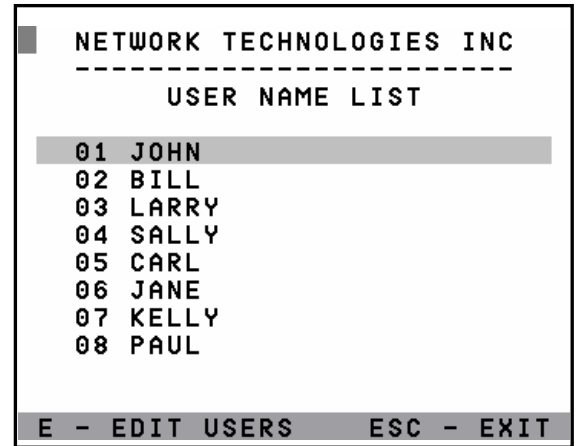 NETWORK TECHNOLOGIES INC
------------------------
USER NAME LIST
01 JOHN
02 BILL
03 LARRY
04 SALLY
05 CARL
06 JANE
07 KELLY
08 PAUL
E - EDIT USERS ESC - EXIT